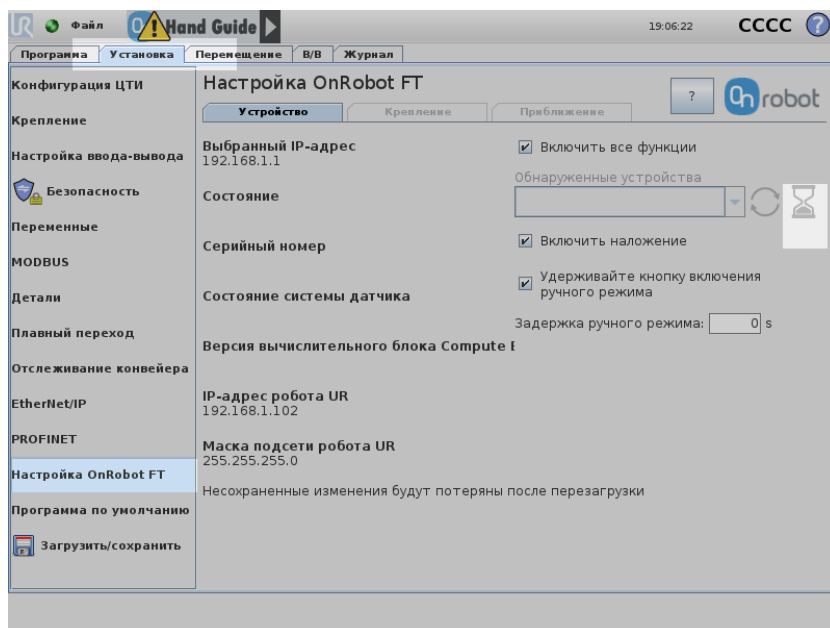 UR Файл On Hand Guide 19:06:22 CCCC ?
Программа Установка Перемещение В/В Журнал
Конфигурация ЦТИ
Крепление
Настройка ввода-вывода
Безопасность
Переменные
MODBUS
Детали
Плавный переход
Отслеживание конвейера
EtherNet/IP
PROFINET
Настройка OnRobot FT
Программа по умолчанию
Загрузить/сохранить
Настройка OnRobot FT
? On robot
Устройство Крепление Приближение
Выбранный IP-адрес
192.168.1.1
Состояние
Серийный номер
Состояние системы датчика
Версия вычислительного блока Compute B
IP-адрес робота UR
192.168.1.102
Маска подсети робота UR
255.255.255.0
Несохраненные изменения будут потеряны после перезагрузки
Включить все функции
Обнаруженные устройства
Включить наложение
Удерживайте кнопку включения
ручного режима
Задержка ручного режима: 0 s